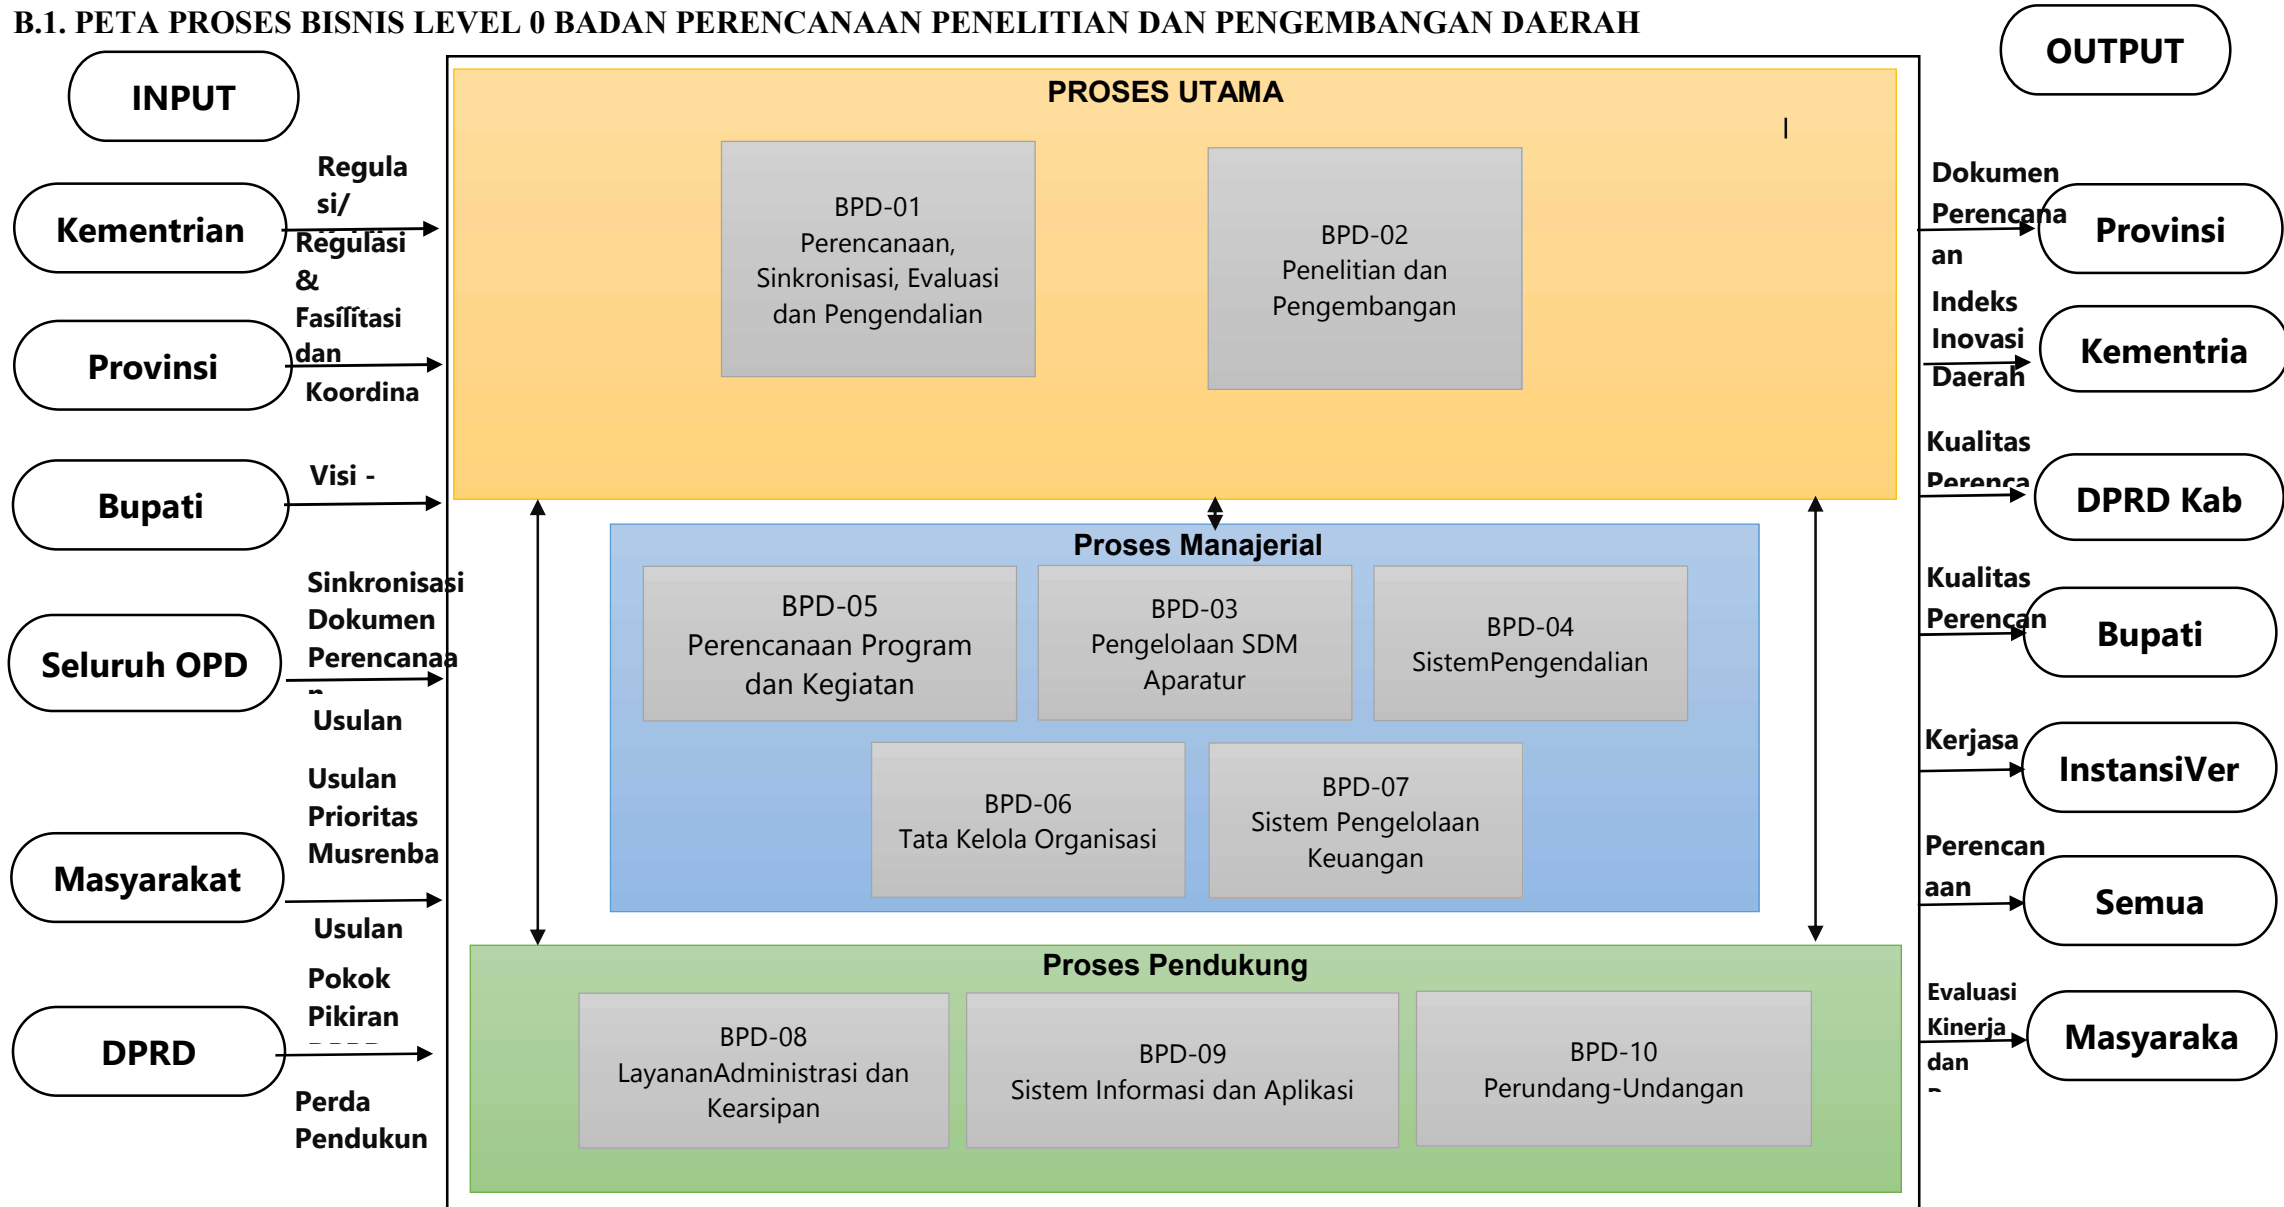 B.1. PETA PROSES BISNIS LEVEL 0 BADAN PERENCANAAN PENELITIAN DAN PENGEMBANGAN DAERAH
INPUT
Kementrian
Regula
si/
Regulasi
&
Fasilitasi
dan
Koordina
Provinsi
Bupati
Visi -
Seluruh OPD
Sinkronisasi
Dokumen
Perencanaa
n
Usulan
Masyarakat
Usulan
Prioritas
Musrenba
Usulan
DPRD
Pokok
Pikiran
Perda
Pendukun
PROSES UTAMA
BPD-01
Perencanaan,
Sinkronisasi, Evaluasi
dan Pengendalian
BPD-02
Penelitian dan
Pengembangan
Proses Manajerial
BPD-05
Perencanaan Program
dan Kegiatan
BPD-03
Pengelolaan SDM
Aparatur
BPD-04
SistemPengendalian
BPD-06
Tata Kelola Organisasi
BPD-07
Sistem Pengelolaan
Keuangan
Proses Pendukung
BPD-08
LayananAdministrasi dan
Kearsipan
BPD-09
Sistem Informasi dan Aplikasi
BPD-10
Perundang-Undangan
OUTPUT
Dokumen
Perencana
an
Provinsi
Indeks
Inovasi
Daerah
Kementria
Kualitas
Perenca
DPRD Kab
Kualitas
Perencan
Bupati
Kerjasa
InstansiVer
Perencan
aan
Semua
Evaluasi
Kinerja
dan
Masyaraka